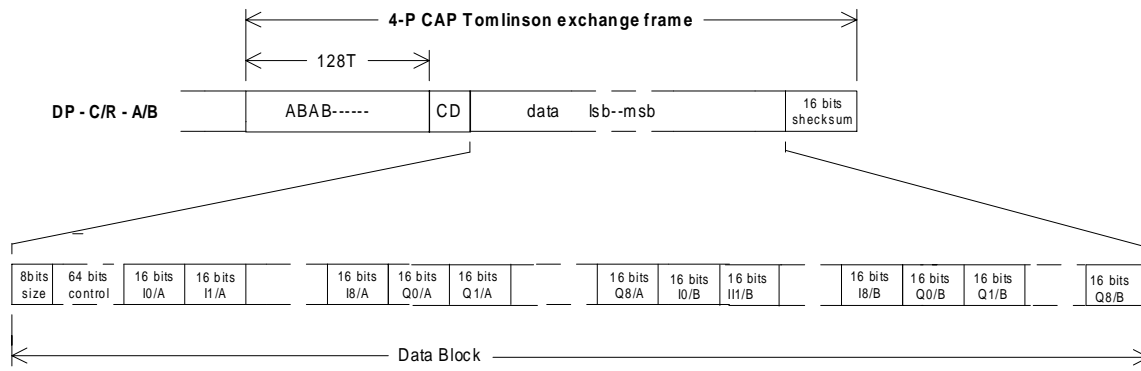 4-P CAP Tomlinson exchange frame
128T
DP - C/R - A/B
ABAB------
CD
data lsb--msb
16 bits
shecksum
8bits
size
64 bits
control
16 bits
I0/A
16 bits
I1/A
16 bits
I8/A
16 bits
Q0/A
16 bits
Q1/A
16 bits
Q8/A
16 bits
I0/B
16 bits
II1/B
16 bits
I8/B
16 bits
Q0/B
16 bits
Q1/B
16 bits
Q8/B
Data Block